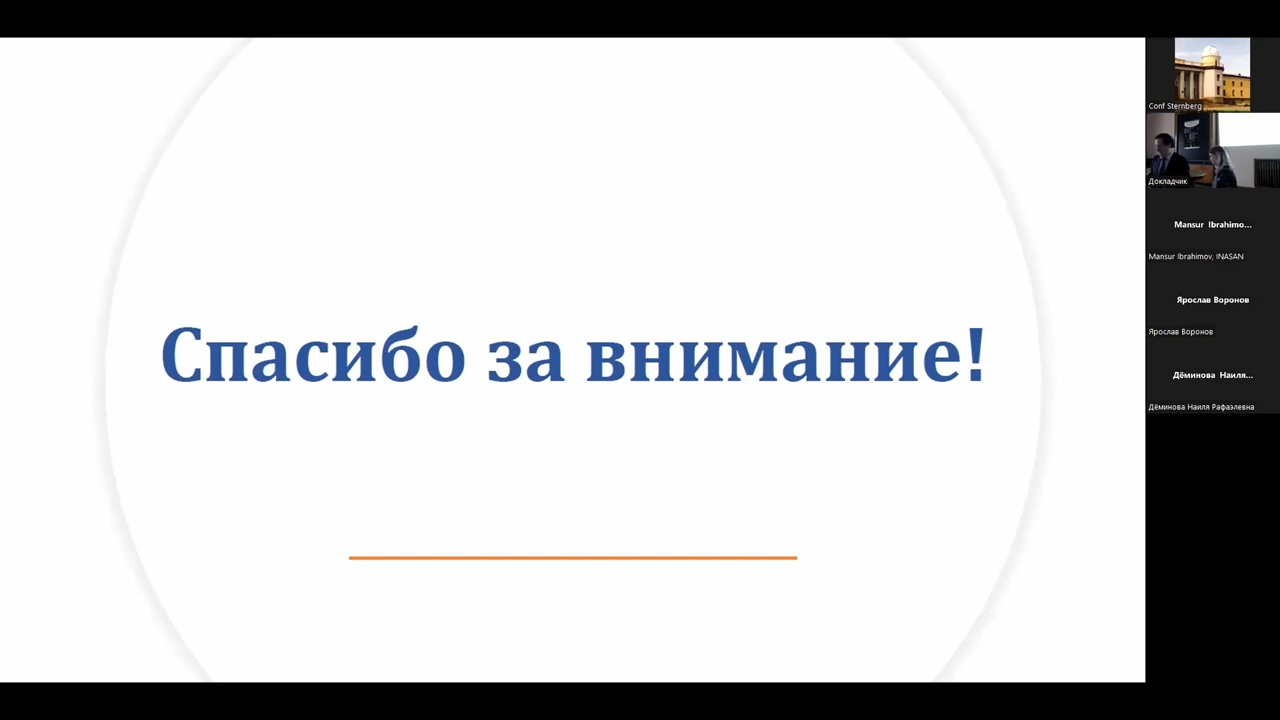 Спасибо за внимание!
Conf Sternberg
Докладчик
Mansur Ibrahimo...
Mansur Ibrahimov, INASAN
Ярослав Воронов
Ярослав Воронов
Дёминова Наиля...
Дёминова Наиля Рафаэлевна